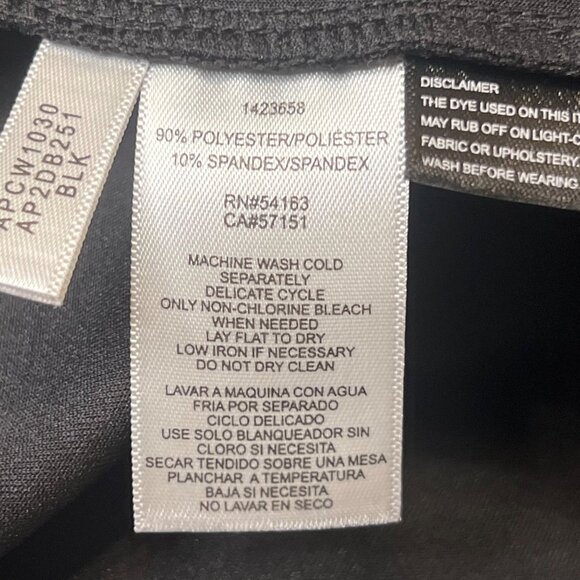 APCW1030
AP2DB251
BLK
1423658
90% POLYESTER/POLIÉSTER
10% SPANDEX/SPANDEX
RN#54163
CA#57151
MACHINE WASH COLD
SEPARATELY
DELICATE CYCLE
ONLY NON-CHLORINE BLEACH
WHEN NEEDED
LAY FLAT TO DRY
LOW IRON IF NECESSARY
DO NOT DRY CLEAN
LAVAR A MAQUINA CON AGUA
FRIA POR SEPARADO
CICLO DELICADO
USE SOLO BLANQUEADOR SIN
CLORO SI NECESITA
SECAR TENDIDO SOBRE UNA MESA
PLANCHAR A TEMPERATURA
BAJA SI NECESITA
NO LAVAR EN SECO
DISCLAIMER
THE DYE USED ON THIS
MAY RUB OFF ON LIGHT-
FABRIC OR UPHOLSTERY
WASH BEFORE WEARING